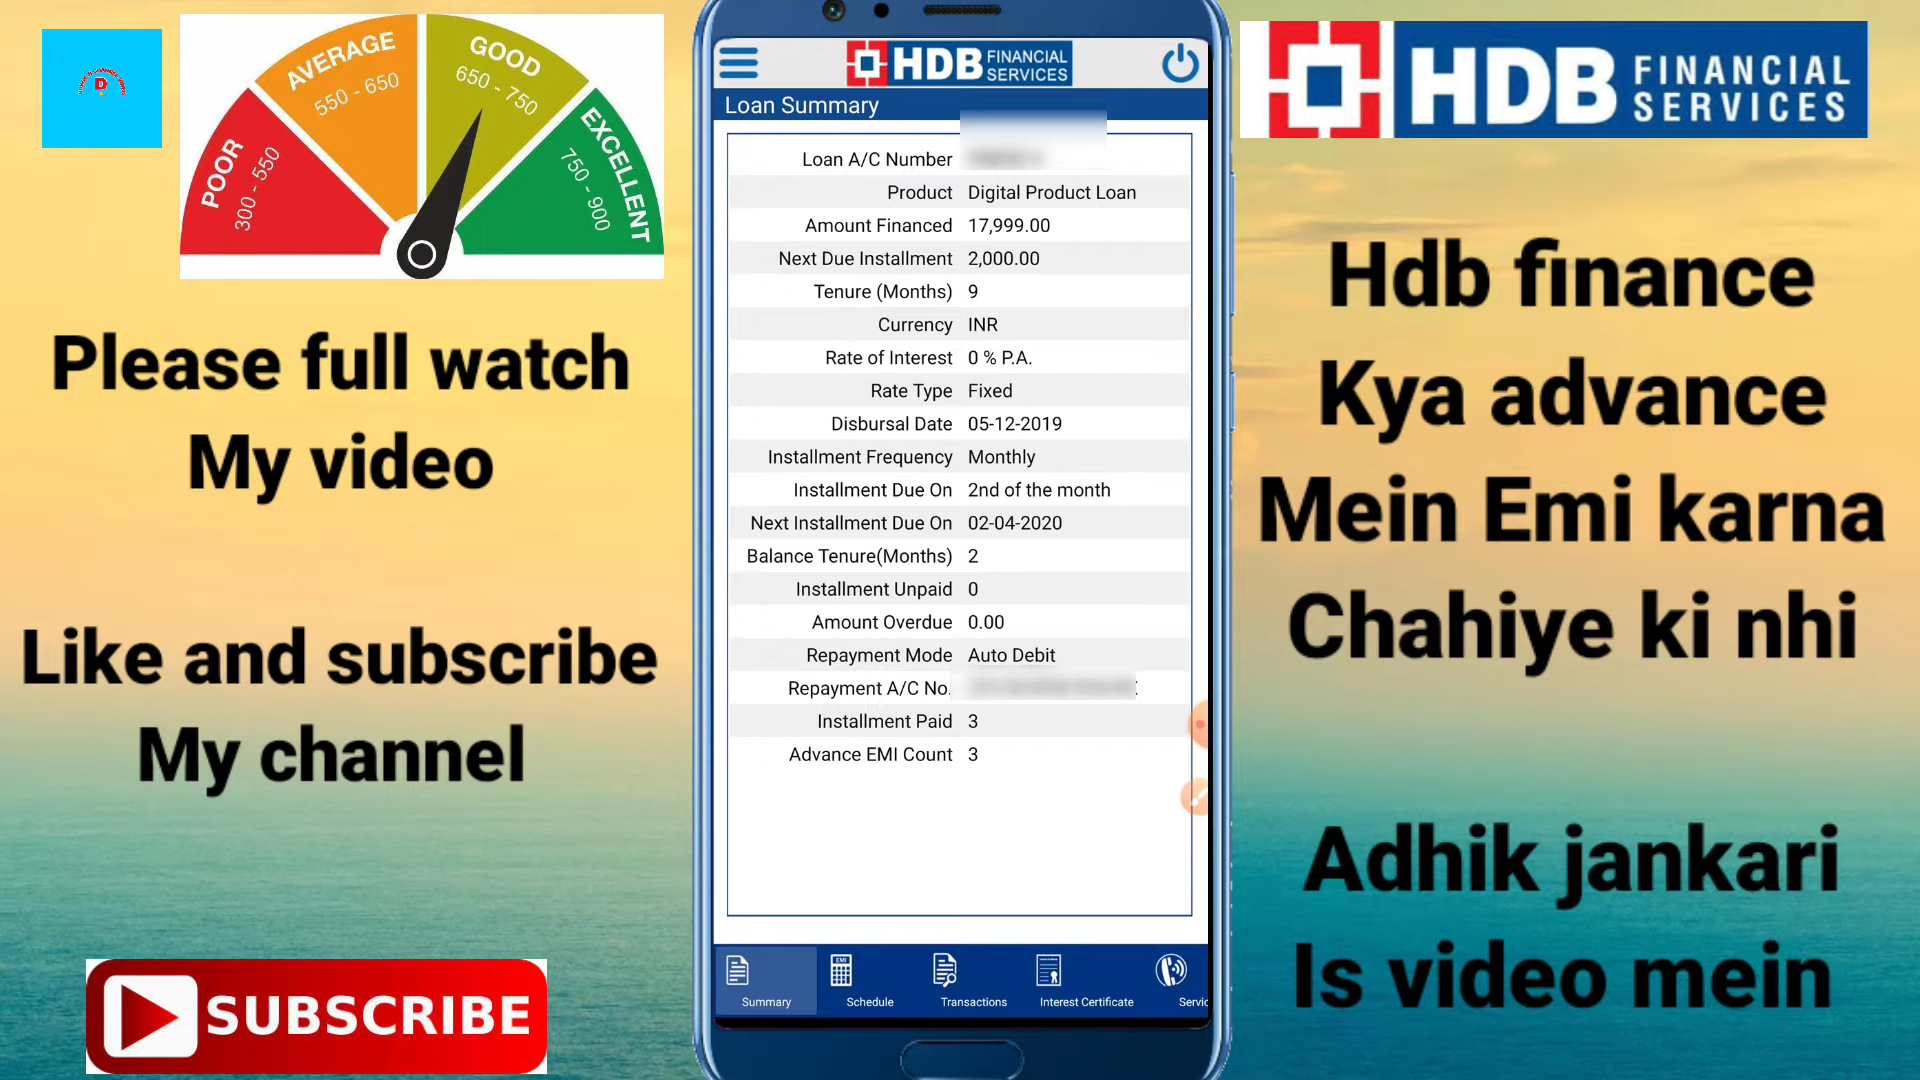 D
POOR
300 - 550
AVERAGE
550 - 650
GOOD
650 - 750
EXCELLENT
750 - 900
Please full watch
My video
Like and subscribe
My channel
SUBSCRIBE
HDB FINANCIAL SERVICES
Loan Summary
Loan A/C Number
Product Digital Product Loan
Amount Financed 17,999.00
Next Due Installment 2,000.00
Tenure (Months) 9
Currency INR
Rate of Interest 0 % P.A.
Rate Type Fixed
Disbursal Date 05-12-2019
Installment Frequency Monthly
Installment Due On 2nd of the month
Next Installment Due On 02-04-2020
Balance Tenure(Months) 2
Installment Unpaid 0
Amount Overdue 0.00
Repayment Mode Auto Debit
Repayment A/C No.
Installment Paid 3
Advance EMI Count 3
EMI
Summary Schedule Transactions Interest Certificate Servic
HDB FINANCIAL SERVICES
Hdb finance
Kya advance
Mein Emi karna
Chahiye ki nhi
Adhik jankari
Is video mein